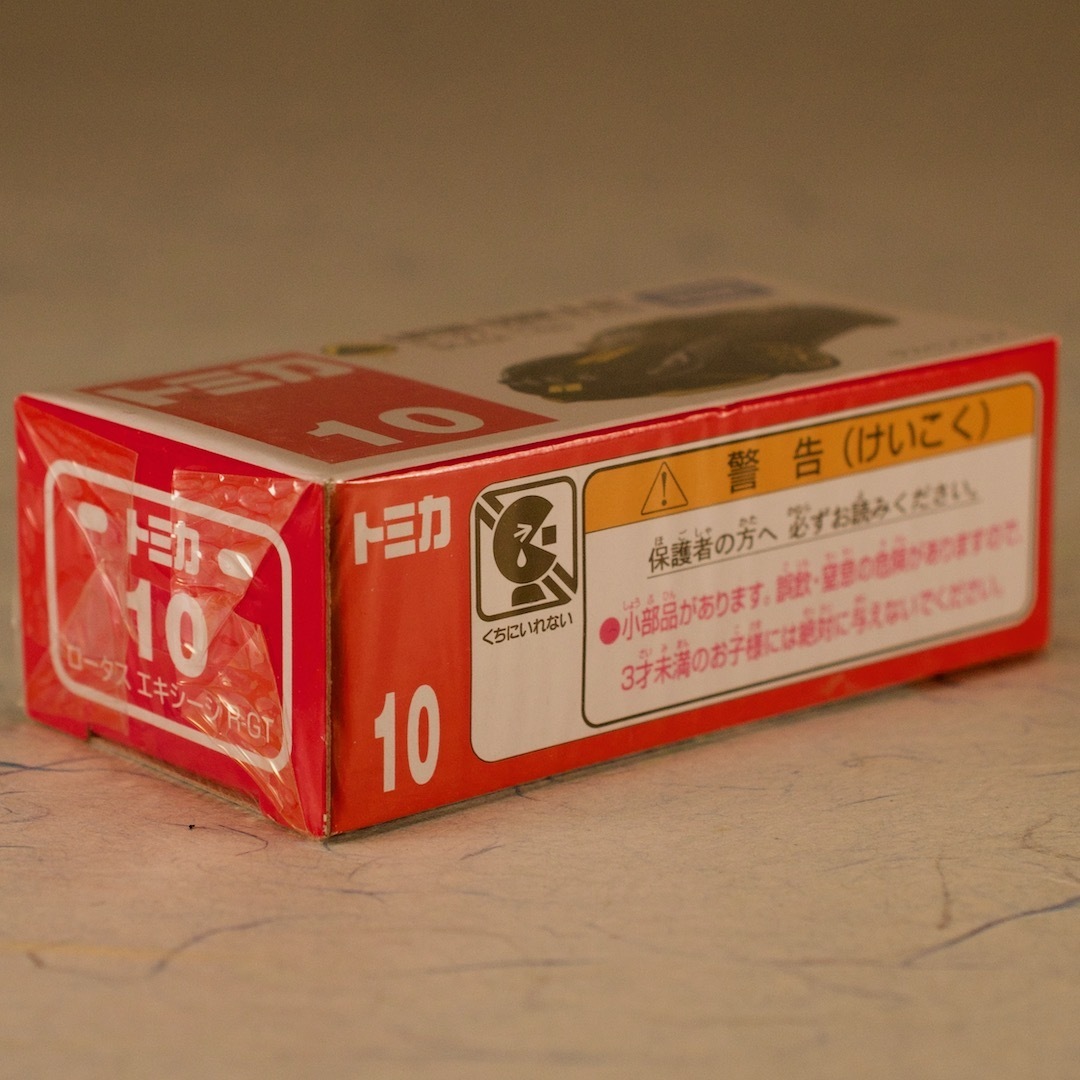 トミカ
10
トミカ
10
ロータス エキシージ R-GT
トミカ
10
くちにいれない
警告(けいこく)
保護者の方へ 必ずお読みください。
●小部品があります。誤飲・窒息の危険がありますので、
3才未満のお子様には絶対に与えないでください。